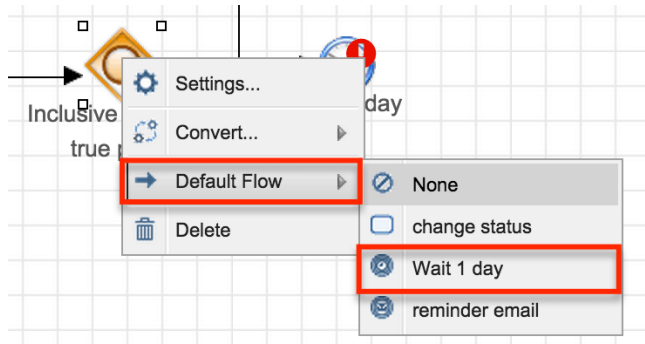 Inclusive
true
day
Settings...
Convert...
Default Flow
Delete
None
change status
Wait 1 day
reminder email